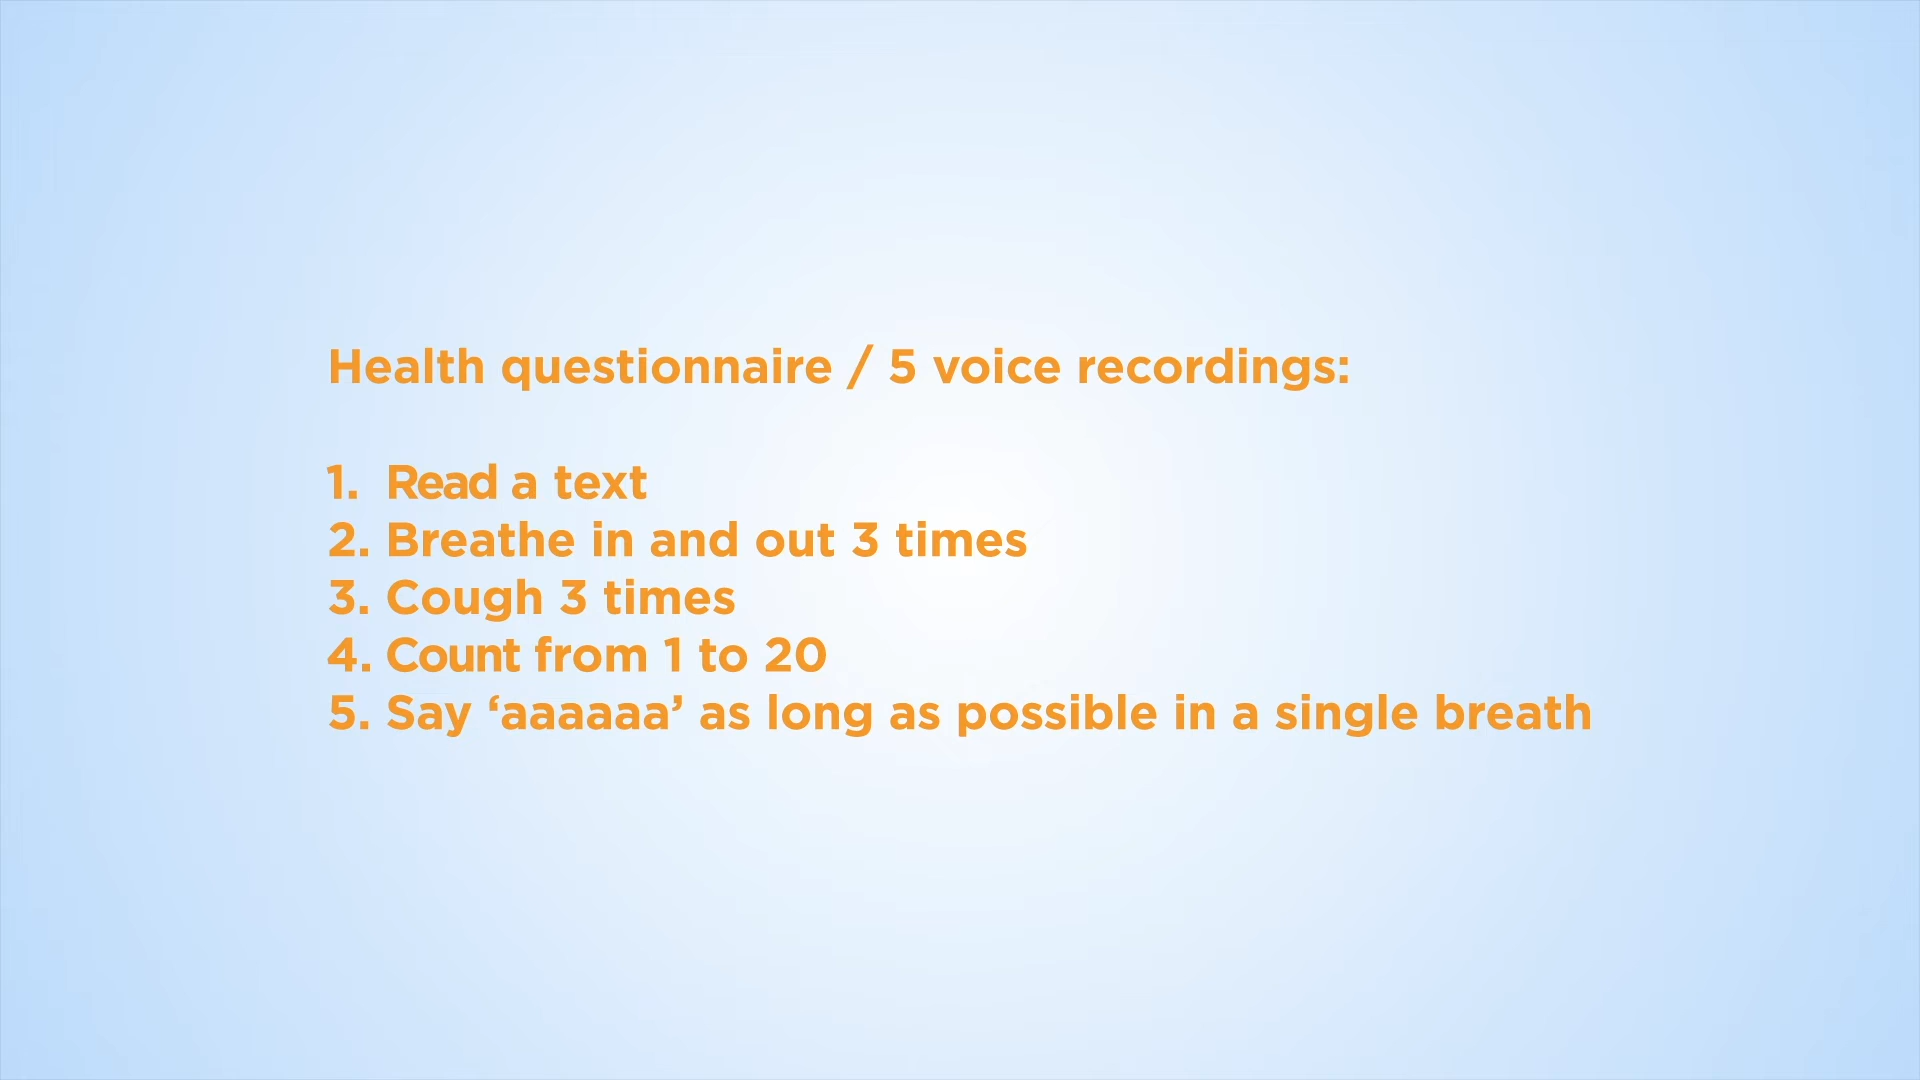 Health questionnaire / 5 voice recordings:
1. Read a text
2. Breathe in and out 3 times
3. Cough 3 times
4. Count from 1 to 20
5. Say ‘aaaaaa’ as long as possible in a single breath